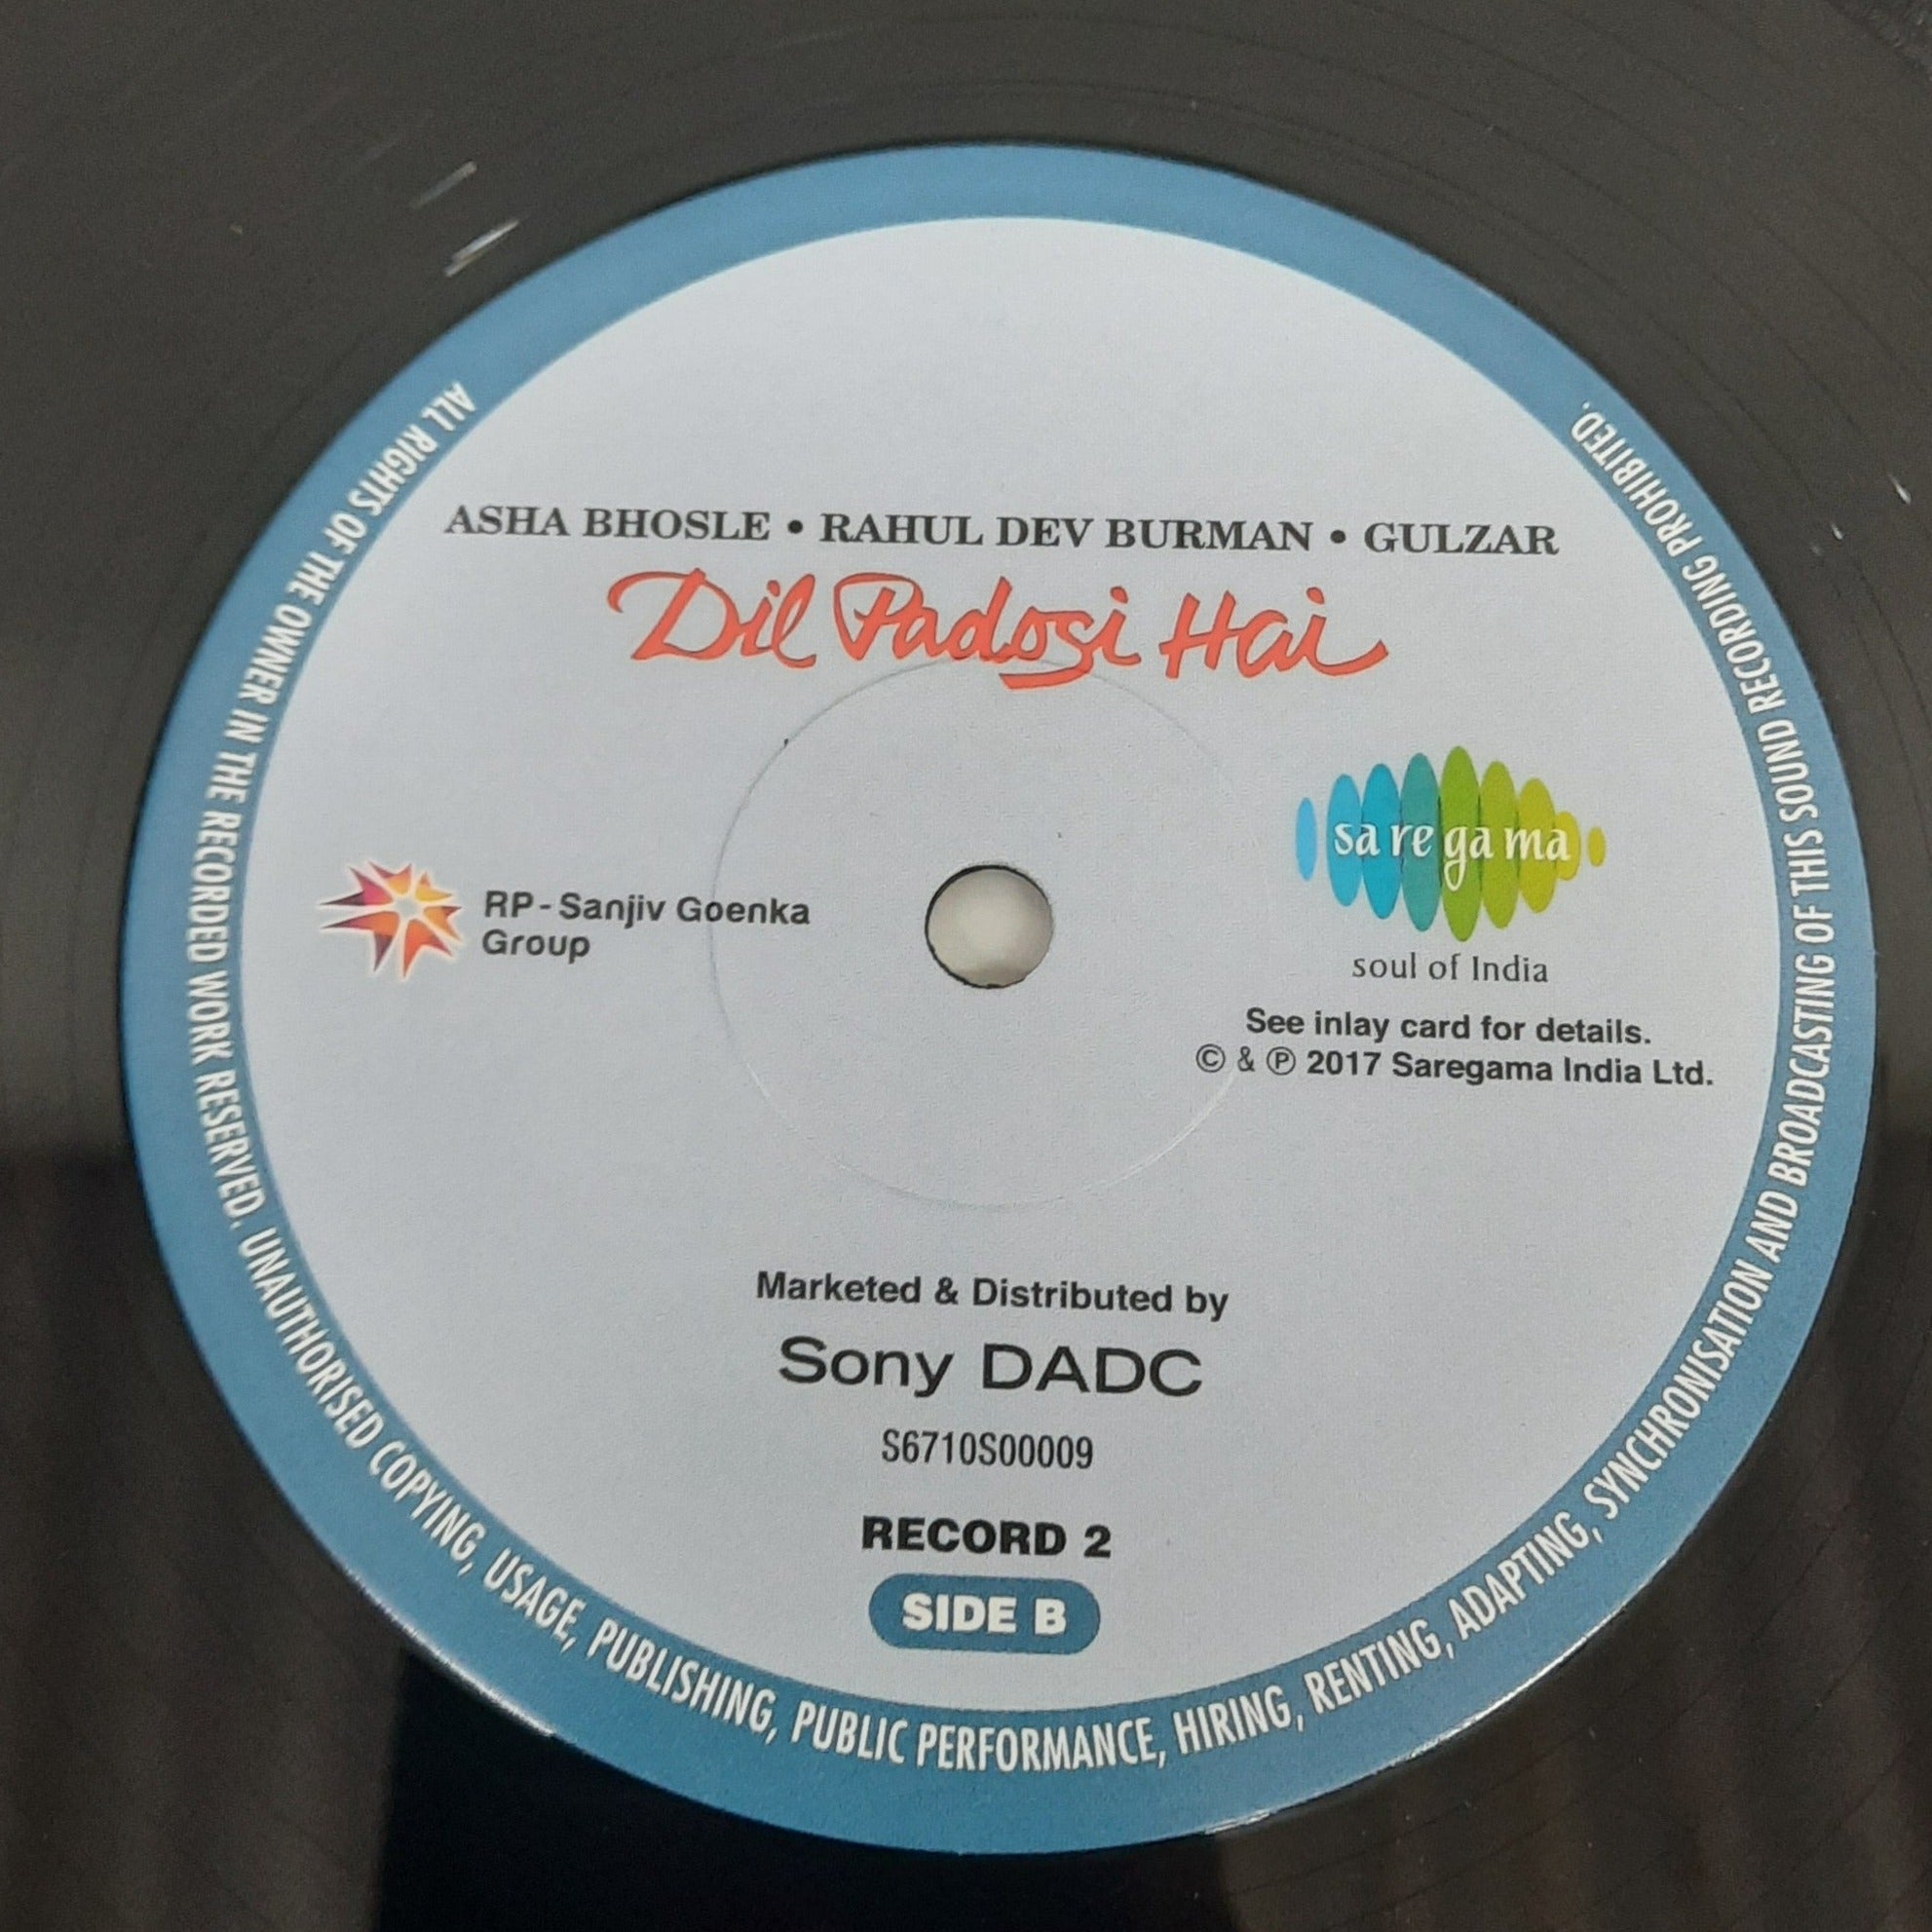 ASHA BHOSLE • RAHUL DEV BURMAN • GULZAR
Dil Padosi Hai
sa re ga ma
soul of India
RP-Sanjiv Goenka
Group
See inlay card for details.
© & ℗ 2017 Saregama India Ltd.
Marketed & Distributed by
Sony DADC
S6710S00009
RECORD 2
SIDE B
ALL RIGHTS OF THE OWNER IN THE RECORDED WORK RESERVED. UNAUTHORISED COPYING, USAGE, PUBLISHING, PUBLIC PERFORMANCE, HIRING, RENTING, ADAPTING, SYNCHRONISATION AND BROADCASTING OF THIS SOUND RECORDING PROHIBITED.